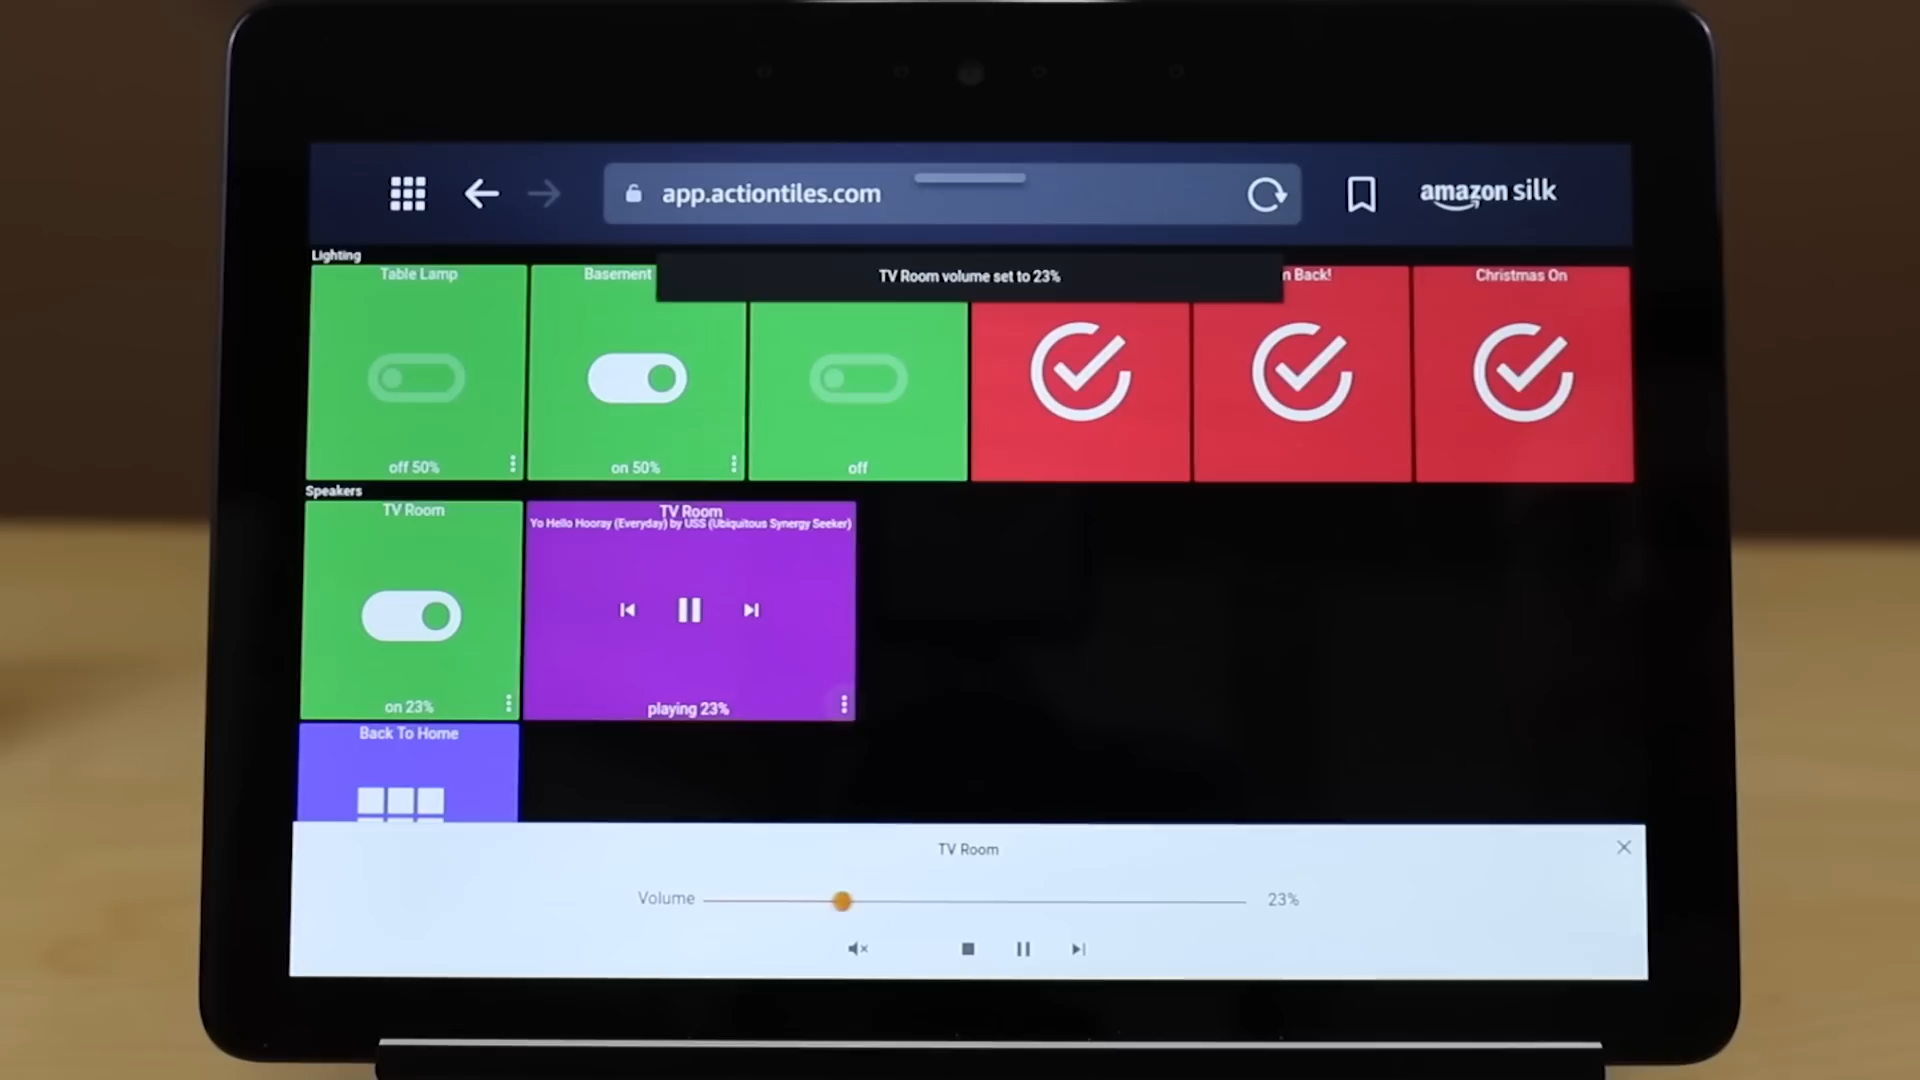 app.actiontiles.com
amazon silk
Lighting
Table Lamp
Basement
TV Room volume set to 23%
Back!
Christmas On
off 50%
on 50%
off
Speakers
TV Room
TV Room
Yo Hello Hooray (Everyday) by USS (Ubiquitous Synergy Seeker)
on 23%
playing 23%
Back To Home
TV Room
Volume
23%